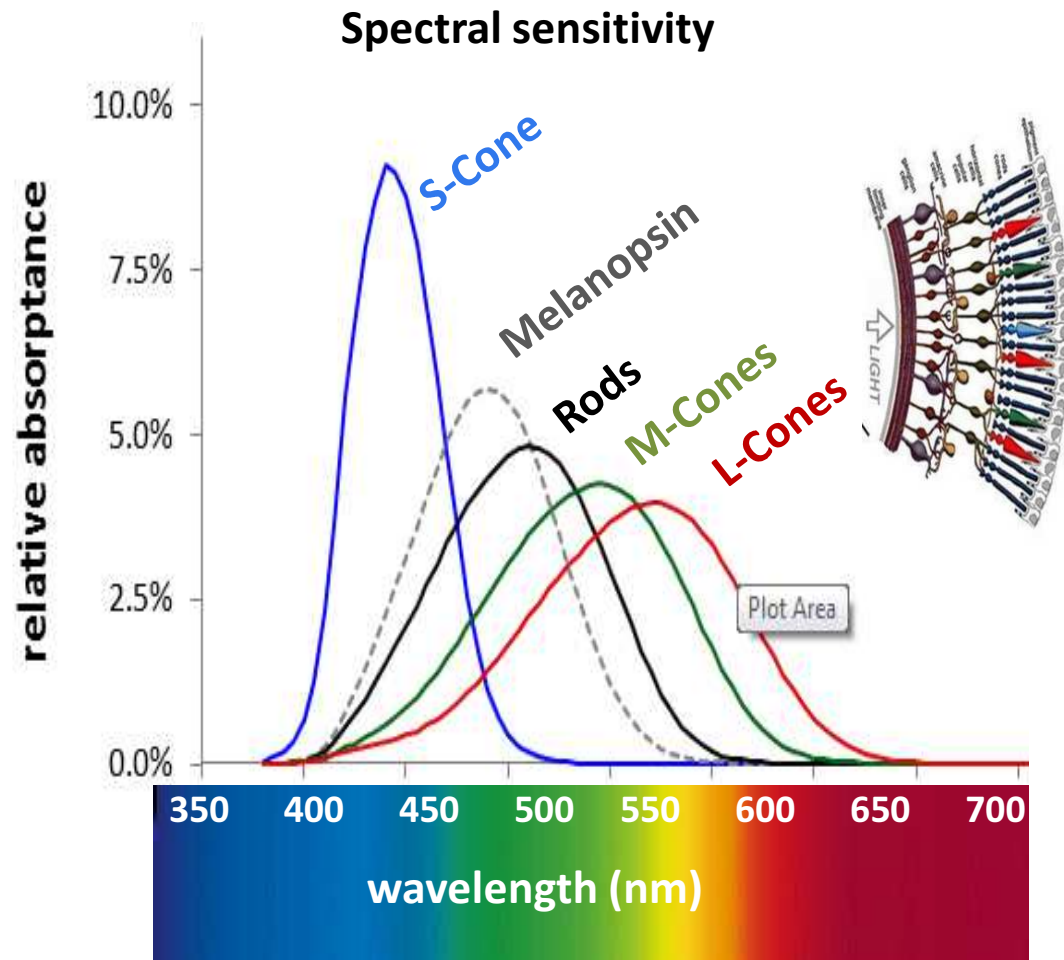 Spectral sensitivity
10.0%
7.5%
5.0%
2.5%
0.0%
relative absorptance
S-Cone
Melanopsin
Rods
M-Cones
L-Cones
Plot Area
LIGHT
350 400 450 500 550 600 650 700
wavelength (nm)